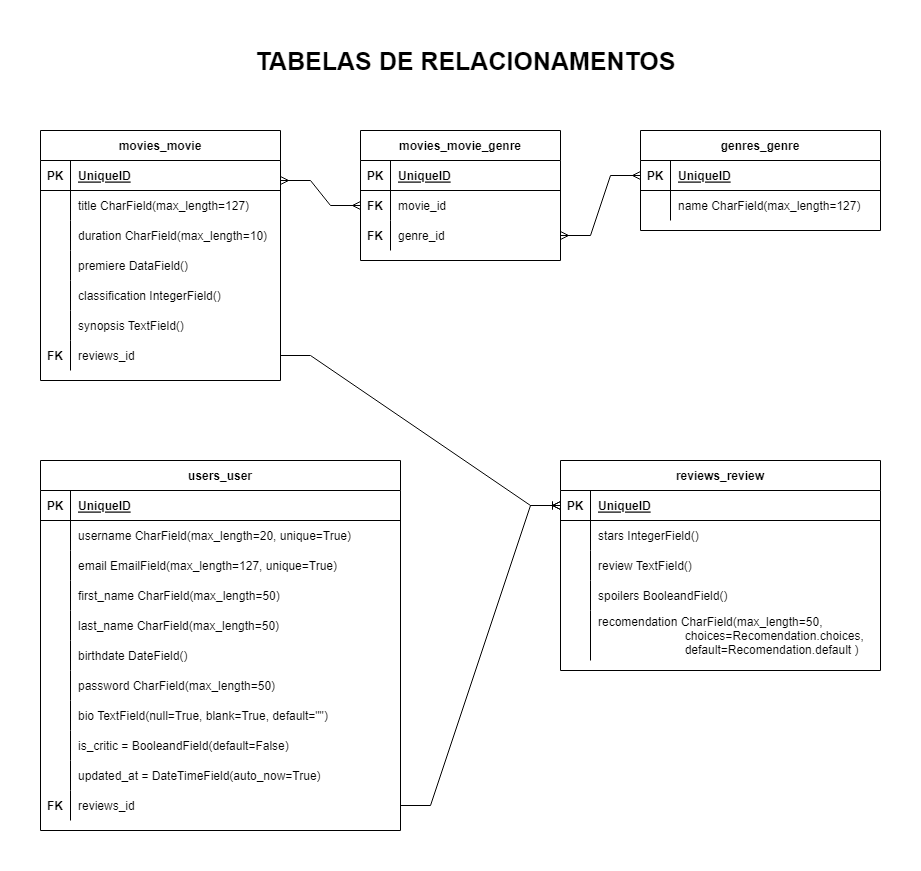 TABELAS DE RELACIONAMENTOS
movies_movie
PK UniqueID
title CharField(max_length=127)
duration CharField(max_length=10)
premiere DataField()
classification IntegerField()
synopsis TextField()
FK reviews_id
movies_movie_genre
PK UniqueID
FK movie_id
FK genre_id
genres_genre
PK UniqueID
name CharField(max_length=127)
users_user
PK UniqueID
username CharField(max_length=20, unique=True)
email EmailField(max_length=127, unique=True)
first_name CharField(max_length=50)
last_name CharField(max_length=50)
birthdate DateField()
password CharField(max_length=50)
bio TextField(null=True, blank=True, default="")
is_critic = BooleandField(default=False)
updated_at = DateTimeField(auto_now=True)
FK reviews_id
reviews_review
PK UniqueID
stars IntegerField()
review TextField()
spoilers BooleandField()
recomendation CharField(max_length=50,
choices=Recomendation.choices,
default=Recomendation.default )